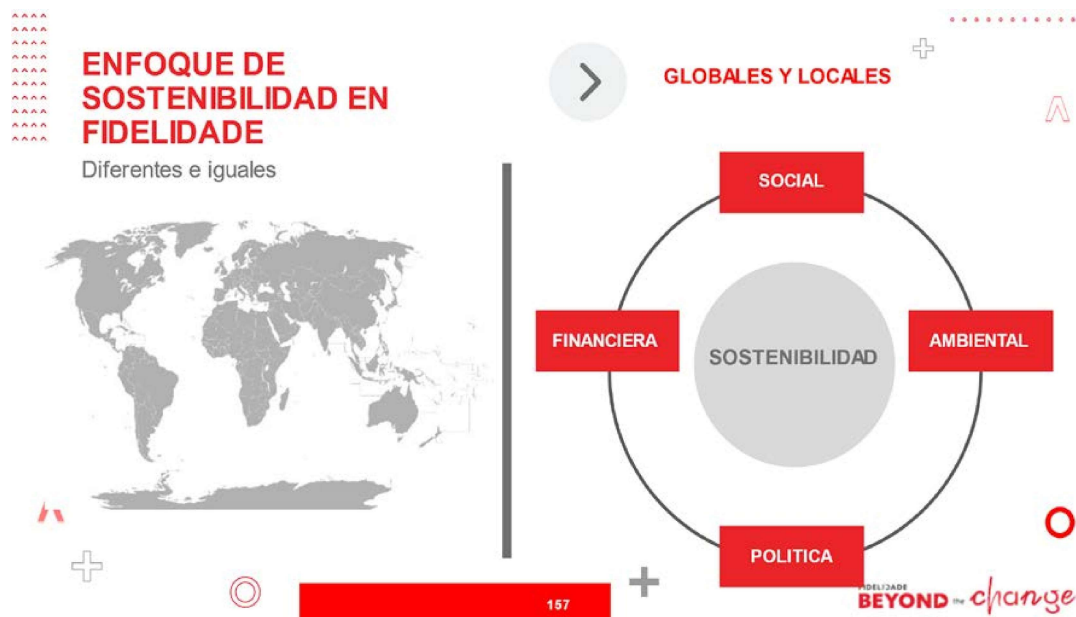 ENFOQUE DE
SOSTENIBILIDAD EN
FIDELIDADE
Diferentes e iguales
GLOBALES Y LOCALES
SOCIAL
FINANCIERA
SOSTENIBILIDAD
AMBIENTAL
POLITICA
157
FIDELIDADE
BEYOND the change